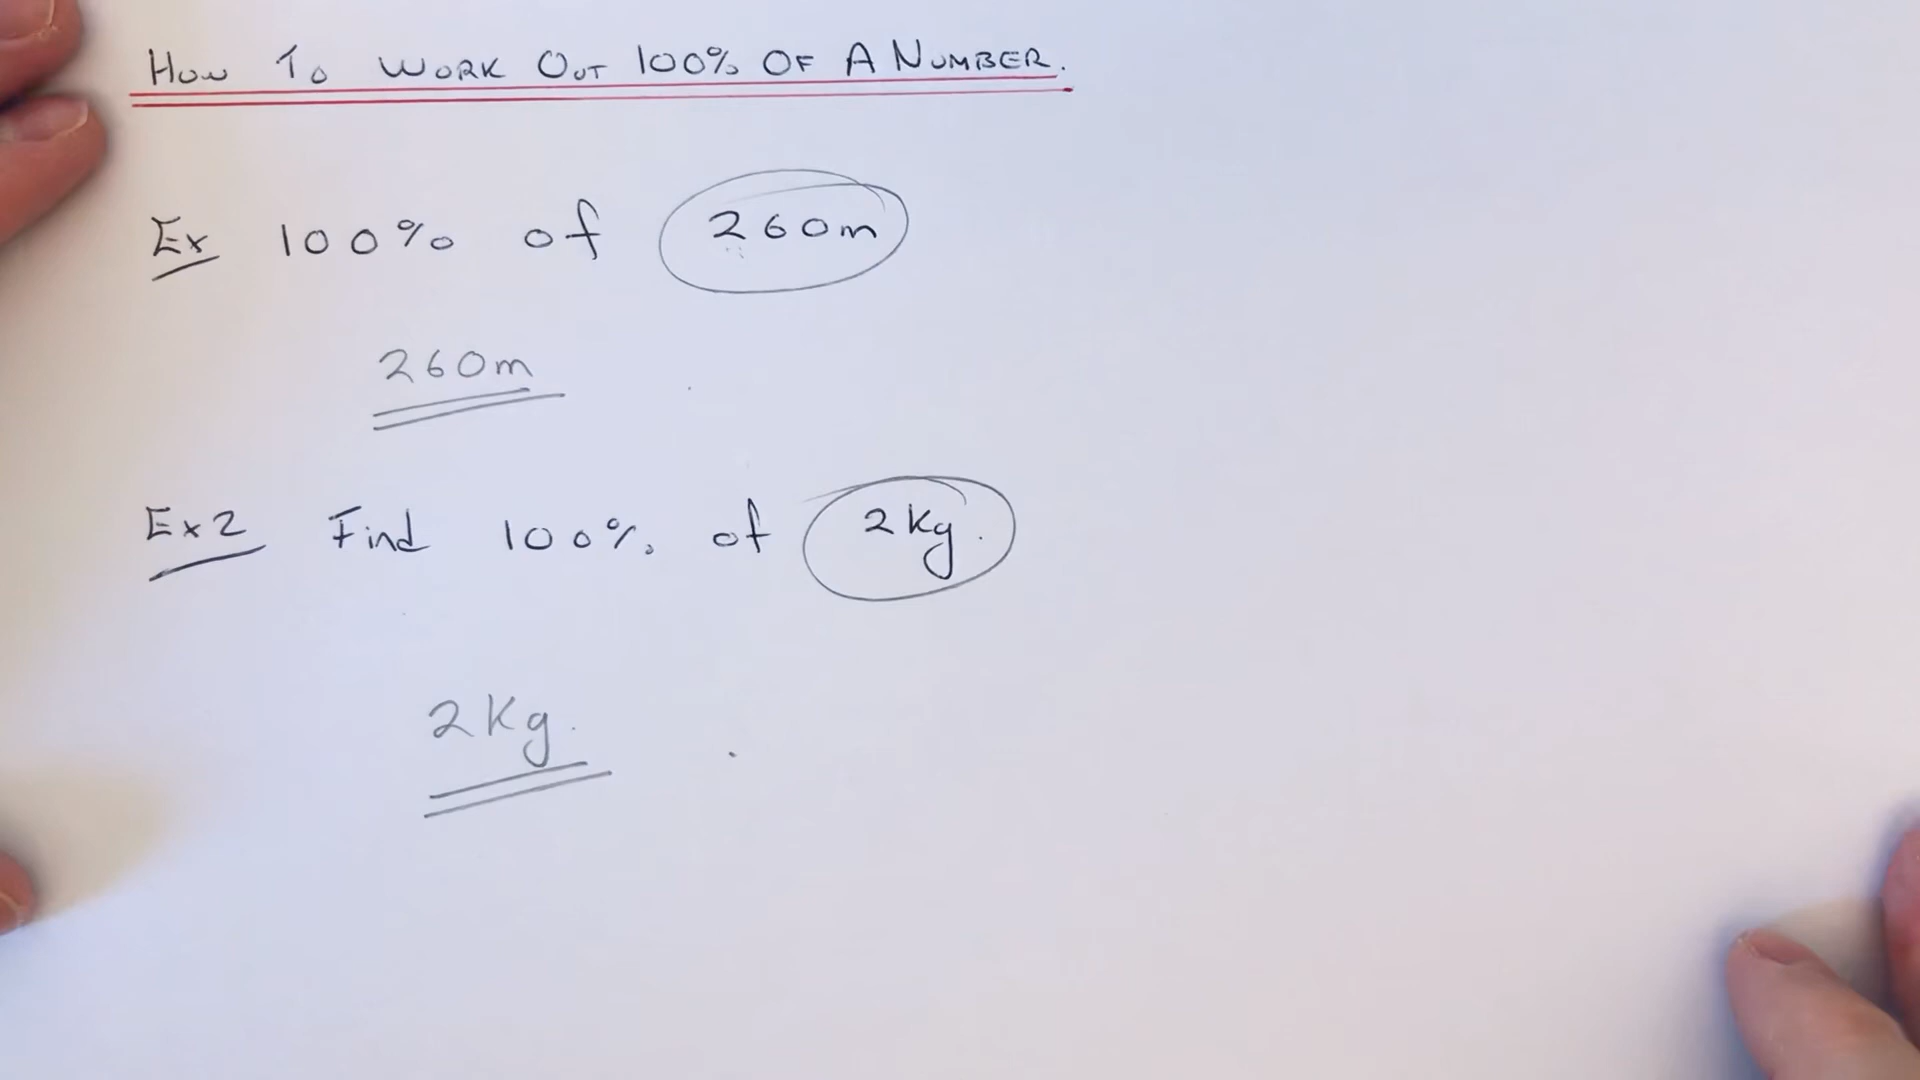 HOW TO WORK OUT 100% OF A NUMBER.
Ex 100% of 260m
260m
Ex2 Find 100% of 2kg.
2kg.